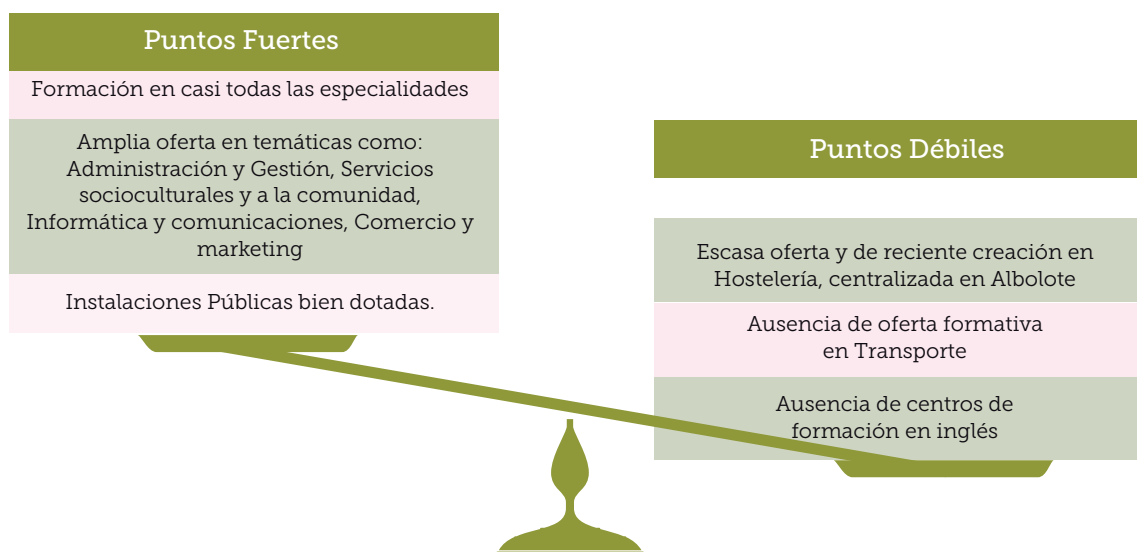 Puntos Fuertes
Formación en casi todas las especialidades
Amplia oferta en temáticas como:
Administración y Gestión, Servicios
socioculturales y a la comunidad,
Informática y comunicaciones, Comercio y
marketing
Instalaciones Públicas bien dotadas.
Puntos Débiles
Escasa oferta y de reciente creación en
Hostelería, centralizada en Albolote
Ausencia de oferta formativa
en Transporte
Ausencia de centros de
formación en inglés